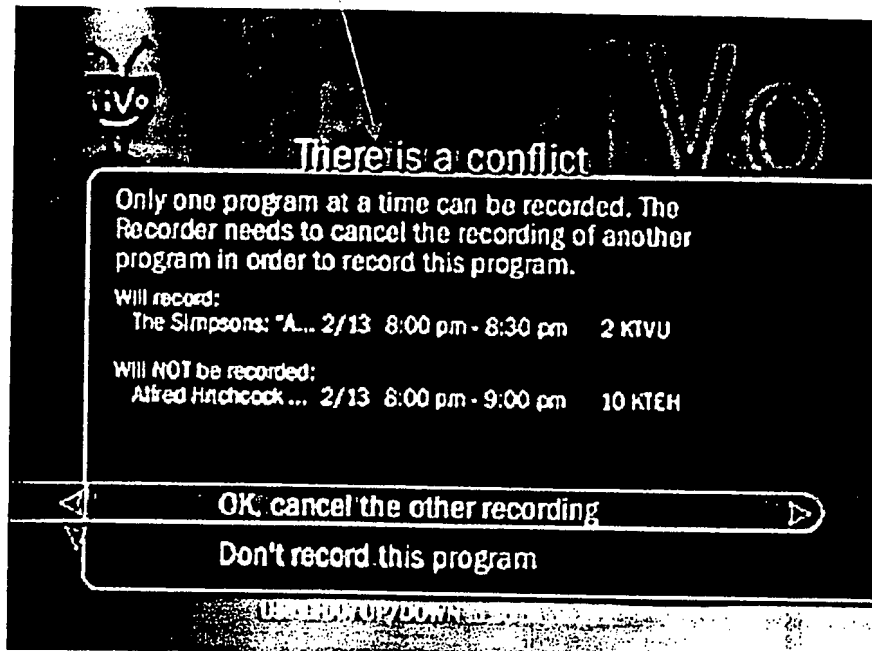 TiVo
There is a conflict
Only one program at a time can be recorded. The
Recorder needs to cancel the recording of another
program in order to record this program.
Will record:
The Simpsons: "A... 2/13 8:00 pm - 8:30 pm 2 KTVU
Will NOT be recorded:
Alfred Hitchcock ... 2/13 8:00 pm - 9:00 pm 10 KTEH
OK, cancel the other recording
Don't record this program
UP/DOWN